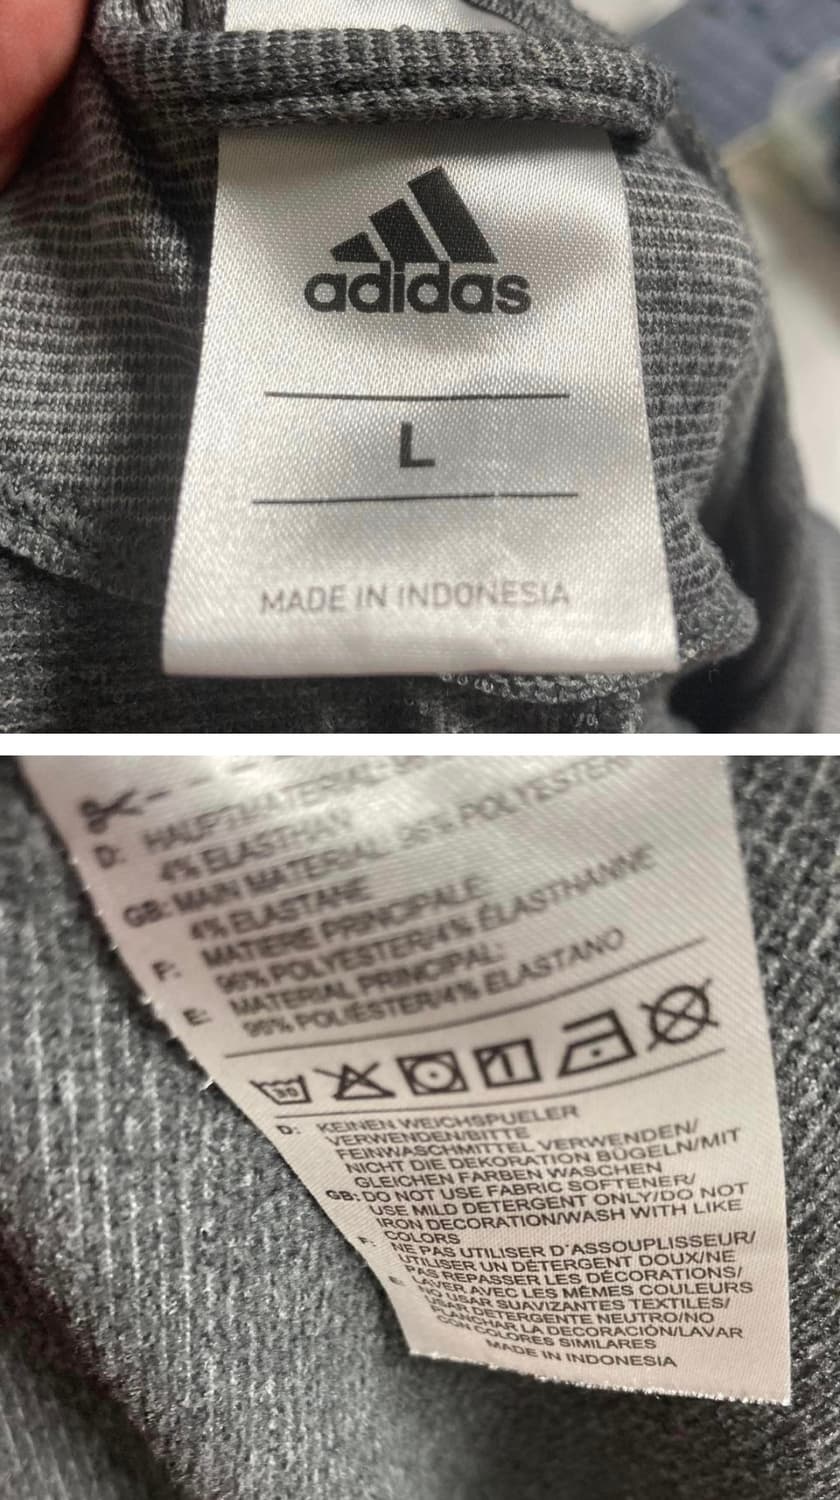 adidas
L
MADE IN INDONESIA
D: HAUPTMATERIAL:
4% ELASTHAN
GB: MAIN MATERIAL: 96% POLYESTER/
4% ELASTANE
F: MATIERE PRINCIPALE:
96% POLYESTER/4% ÉLASTHANNE
E: MATERIAL PRINCIPAL:
96% POLIÉSTER/4% ELASTANO
30
1
D: KEINEN WEICHSPUELER
VERWENDEN/BITTE
FEINWASCHMITTEL VERWENDEN/
NICHT DIE DEKORATION BÜGELN/MIT
GLEICHEN FARBEN WASCHEN
GB: DO NOT USE FABRIC SOFTENER/
USE MILD DETERGENT ONLY/DO NOT
IRON DECORATION/WASH WITH LIKE
COLORS
F: NE PAS UTILISER D'ASSOUPLISSEUR/
UTILISER UN DÉTERGENT DOUX/NE
PAS REPASSER LES DÉCORATIONS/
LAVER AVEC LES MÊMES COULEURS
E: NO USAR SUAVIZANTES TEXTILES/
USAR DETERGENTE NEUTRO/NO
PLANCHAR LA DECORACIÓN/LAVAR
CON COLORES SIMILARES
MADE IN INDONESIA